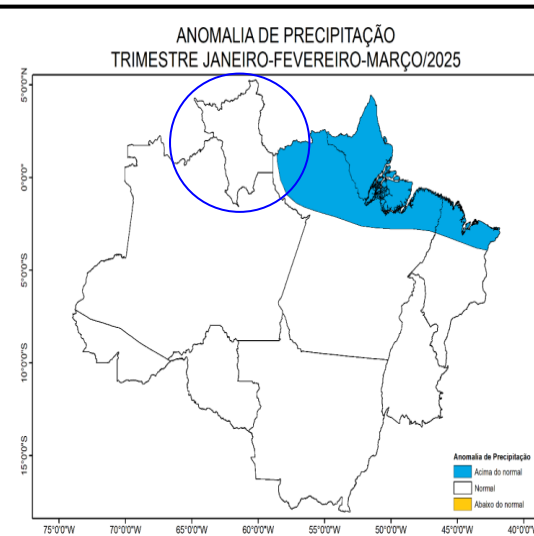 ANOMALIA DE PRECIPITAÇÃO
TRIMESTRE JANEIRO-FEVEREIRO-MARÇO/2025
5°0'0"N
0°0'0"
5°0'0"S
10°0'0"S
15°0'0"S
Anomalia de Precipitação
Acima do normal
Normal
Abaixo do normal
75°0'0"W
70°0'0"W
65°0'0"W
60°0'0"W
55°0'0"W
50°0'0"W
45°0'0"W
40°0'0"W